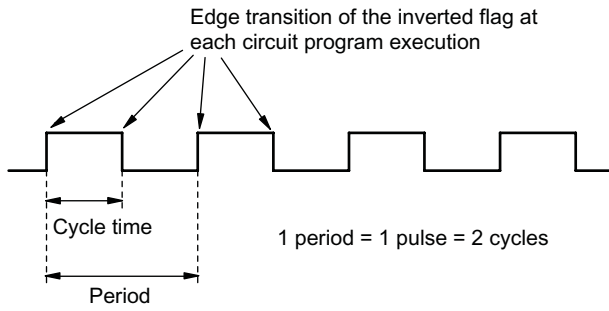 Edge transition of the inverted flag at
each circuit program execution
Cycle time
1 period = 1 pulse = 2 cycles
Period